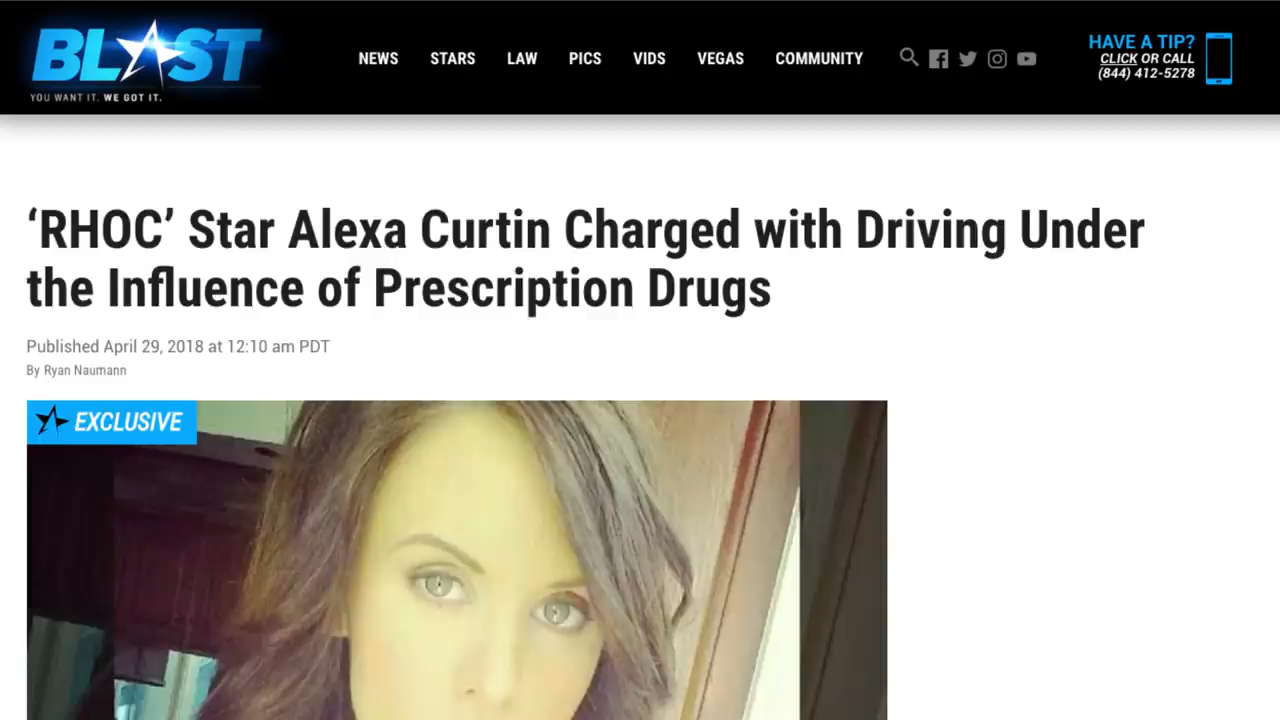 BLAST
YOU WANT IT. WE GOT IT.
NEWS STARS LAW PICS VIDS VEGAS COMMUNITY
HAVE A TIP?
CLICK OR CALL
(844) 412-5278
‘RHOC’ Star Alexa Curtin Charged with Driving Under
the Influence of Prescription Drugs
Published April 29, 2018 at 12:10 am PDT
By Ryan Naumann
EXCLUSIVE